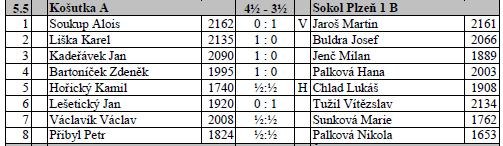 5.5 Košutka A 4½ - 3½ Sokol Plzeň 1 B
1 Soukup Alois 2162 0 : 1 V Jaroš Martin 2161
2 Liška Karel 2135 1 : 0 Buldra Josef 2066
3 Kadeřávek Jan 2090 1 : 0 Jenč Milan 1889
4 Bartoníček Zdeněk 1995 1 : 0 Palková Hana 2003
5 Hořický Kamil 1740 ½:½ H Chlad Lukáš 1908
6 Lešetický Jan 1920 0 : 1 Tužil Vítězslav 2134
7 Václavík Václav 2008 ½:½ Sunková Marie 1762
8 Přibyl Petr 1824 ½:½ Palková Nikola 1653